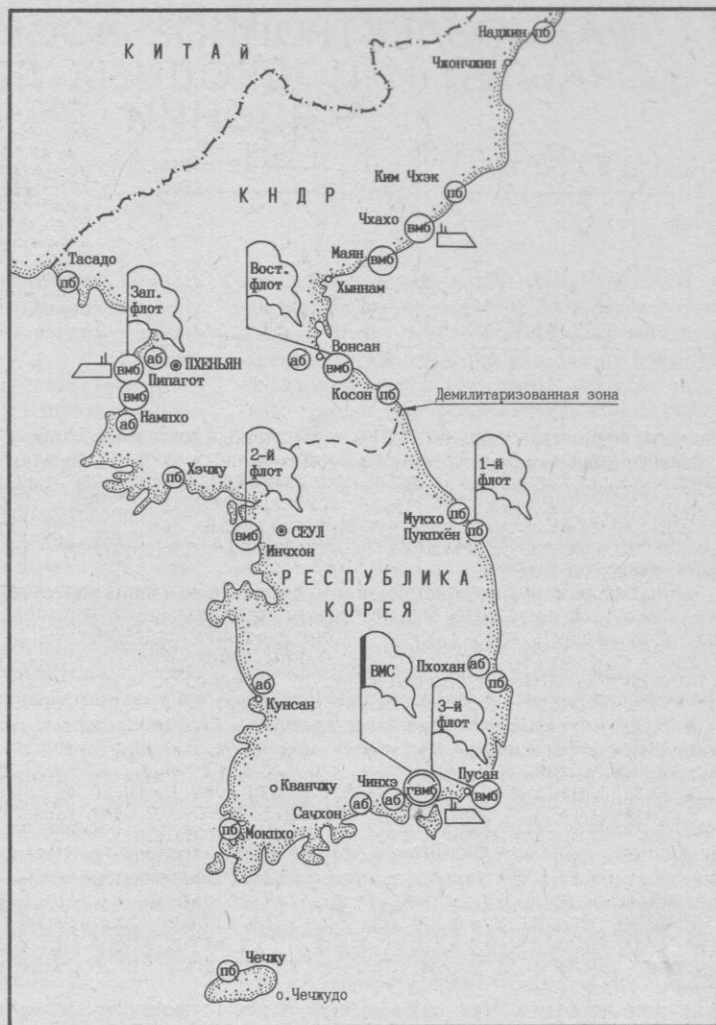 Наджин
пб
КИТАЙ
Чжончжин
Ким Чхэк
пб
КНДР
Чхахо
вмб
Маян
вмб
Тасадо
пб
Зап.
флот
Вост.
флот
Хыннам
аб
ПХЕНЬЯН
аб
Вонсан
вмб
вмб
Пипагот
вмб
Косон
пб
Демилитаризованная зона
Нампхо
аб
2-й
флот
1-й
флот
Хэчжу
пб
Мукхо
пб
Пукпхён
пб
СЕУЛ
вмб
Инчхон
РЕСПУБЛИКА
КОРЕЯ
ВМС
Пхохан
аб
пб
3-й
флот
аб
Кунсан
Кванчжу
Чинхэ
Пусан
гвмб
вмб
Сачхон
аб
аб
пб
Мокпхо
Чечжу
пб
о.Чечжудо